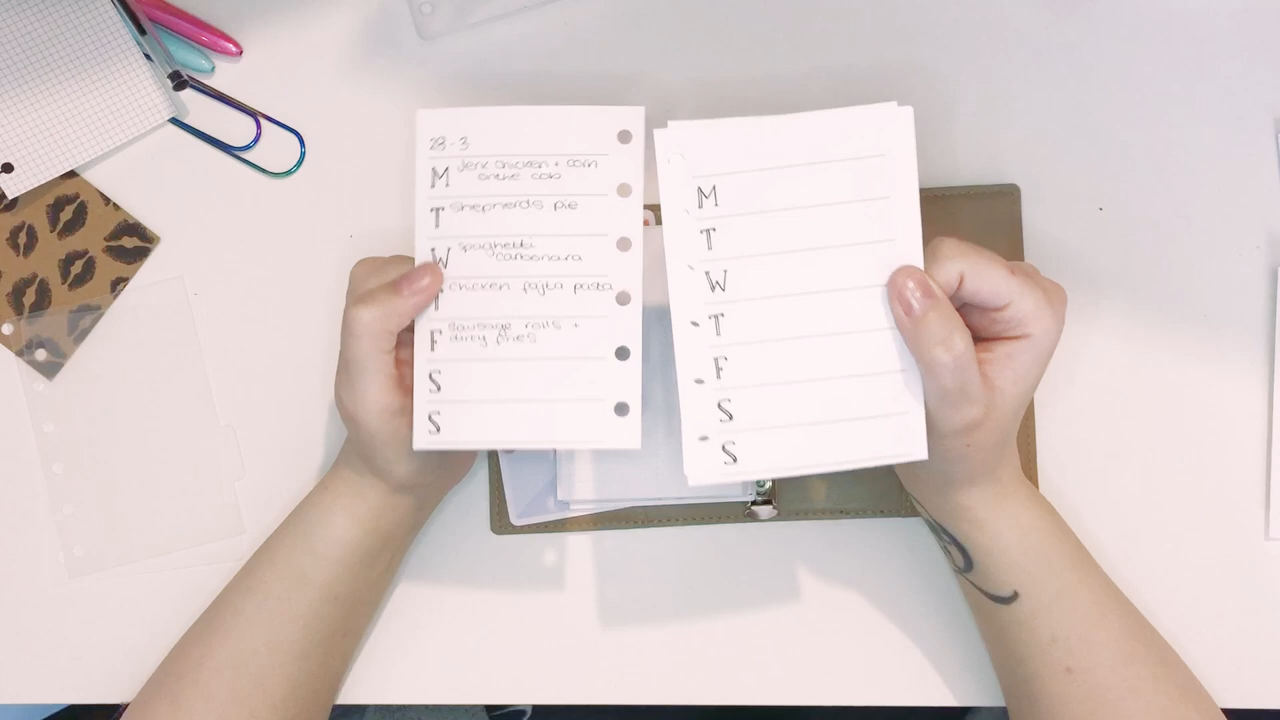 28-3
M Jerk chicken + corn
on the cob
T Shepherds pie
W spaghetti
carbonara
T chicken fajita pasta
F Sausage rolls +
dirty fries
S
S
M
T
W
T
F
S
S